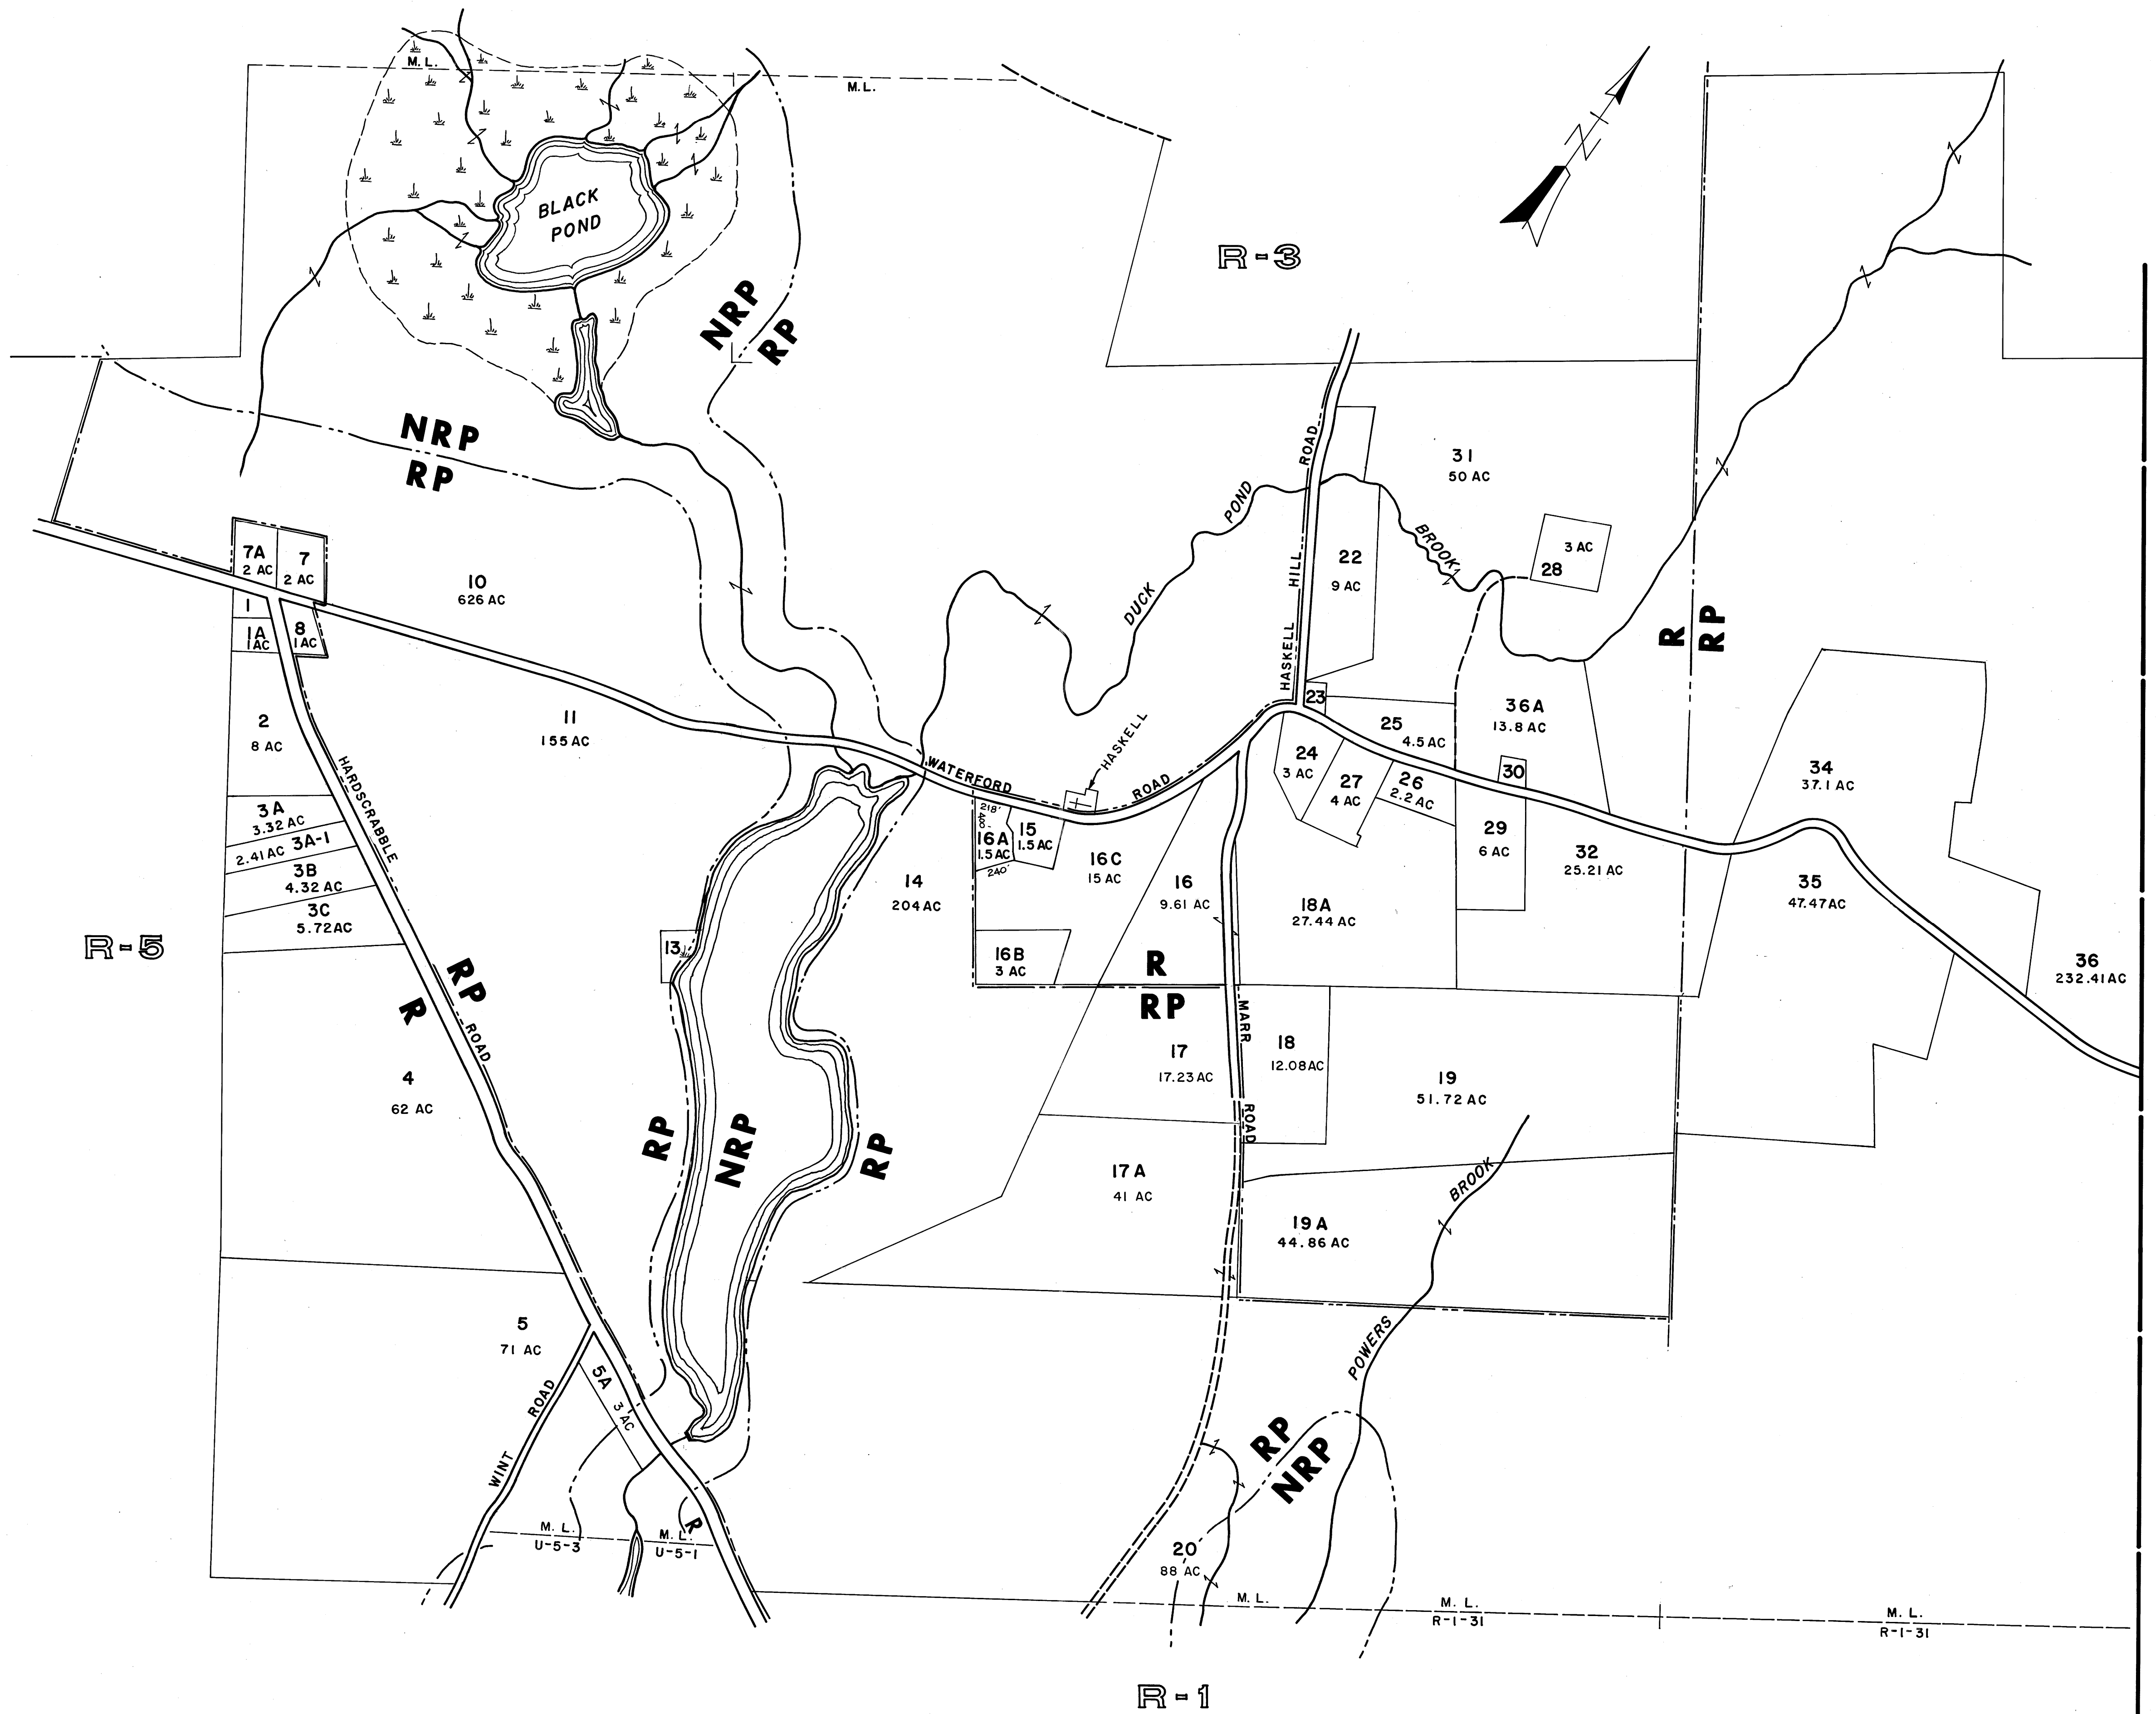 M.L.
M.L.
N
BLACK
POND
R-3
NRP
RP
NRP
RP
ROAD
31
50 AC
POND
BROOK
3 AC
28
7A
2 AC
7
2 AC
10
626 AC
HILL
22
9 AC
DUCK
1
1A
1AC
8
1AC
HASKELL
R
RP
2
8 AC
11
155 AC
23
25
4.5 AC
36A
13.8 AC
HASKELL
24
3 AC
27
4 AC
26
2.2 AC
30
34
37.1 AC
WATERFORD
ROAD
HARDSCRABBLE
3A
3.32 AC
3A-1
2.41 AC
3B
4.32 AC
3C
5.72AC
218'
400'
16A
1.5 AC
240'
15
1.5 AC
16C
15 AC
16
9.61 AC
14
204 AC
18A
27.44 AC
29
6 AC
32
25.21 AC
35
47.47 AC
R-5
13
16B
3 AC
R
RP
36
232.41 AC
RP
R
ROAD
4
62 AC
MARR
17
17.23 AC
18
12.08 AC
19
51.72 AC
ROAD
RP
NRP
RP
17A
41 AC
BROOK
19A
44.86 AC
5
71 AC
5A
3 AC
POWERS
WINT
ROAD
RP
NRP
R
M. L.
U-5-3
M. L.
U-5-1
20
88 AC
M. L.
M. L.
R-1-31
M. L.
R-1-31
R-1